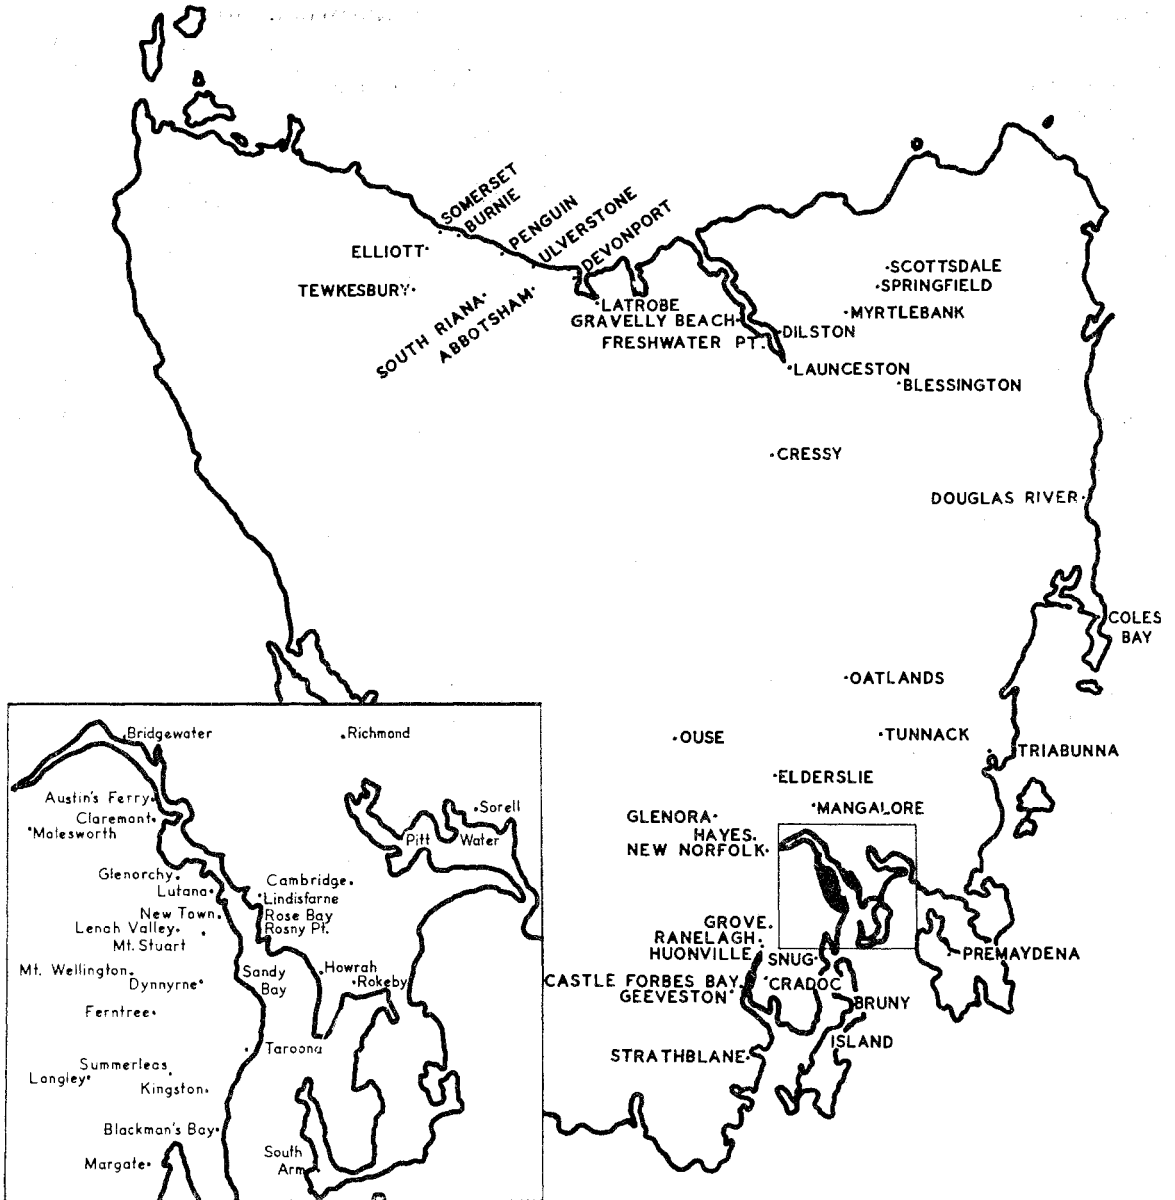 SOMERSET
BURNIE
PENGUIN
ULVERSTONE
DEVONPORT
ELLIOTT
TEWKESBURY
SOUTH RIANA
ABBOTSHAM
LATROBE
GRAVELLY BEACH
FRESHWATER PT.
DILSTON
LAUNCESTON
SCOTTSDALE
SPRINGFIELD
MYRTLEBANK
BLESSINGTON
CRESSY
DOUGLAS RIVER
COLES
BAY
OATLANDS
OUSE
TUNNACK
TRIABUNNA
ELDERSLIE
MANGALORE
GLENORA
HAYES
NEW NORFOLK
GROVE
RANELAGH
HUONVILLE
SNUG
PREMAYDENA
CASTLE FORBES BAY
CRADOC
GEEVESTON
BRUNY
ISLAND
STRATHBLANE
Bridgewater
Richmond
Austin's Ferry
Claremont
Molesworth
Sorell
Pitt Water
Glenorchy
Lutana
Cambridge
Lindisfarne
New Town
Rose Bay
Lenah Valley
Rosny Pt.
Mt. Stuart
Mt. Wellington
Dynnyrne
Sandy
Bay
Howrah
Rokeby
Ferntree
Taroona
Summerleas
Langley
Kingston
Blackman's Bay
Margate
South
Arm